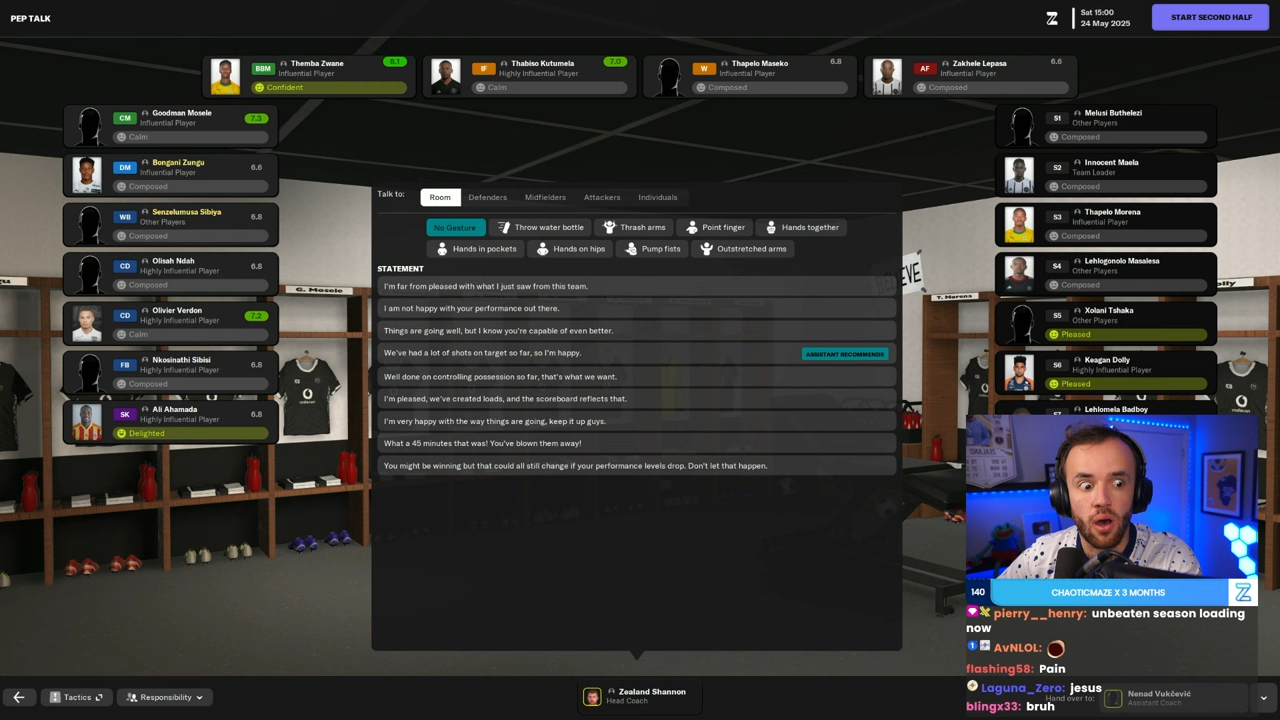 PEP TALK
Sat 15:00
24 May 2025
START SECOND HALF
BBM Themba Zwane 8.1
Influential Player
Confident
IF Thabiso Kutumela 7.0
Highly Influential Player
Calm
W Thapelo Maseko 6.8
Influential Player
Composed
AF Zakhele Lepasa 6.6
Influential Player
Composed
CM Goodman Mosele 7.3
Influential Player
Calm
DM Bongani Zungu 6.6
Influential Player
Composed
WB Senzelumusa Sibiya 6.8
Other Players
Composed
CD Olisah Ndah 6.8
Highly Influential Player
Composed
CD Olivier Verdon 7.2
Highly Influential Player
Calm
FB Nkosinathi Sibisi 6.8
Highly Influential Player
Composed
SK Ali Ahamada 6.8
Highly Influential Player
Delighted
G. Mosele
vodacom
Talk to: Room Defenders Midfielders Attackers Individuals
No Gesture Throw water bottle Thrash arms Point finger Hands together
Hands in pockets Hands on hips Pump fists Outstretched arms
STATEMENT
I'm far from pleased with what I just saw from this team.
I am not happy with your performance out there.
Things are going well, but I know you're capable of even better.
We've had a lot of shots on target so far, so I'm happy. ASSISTANT RECOMMENDS
Well done on controlling possession so far, that's what we want.
I'm pleased, we've created loads, and the scoreboard reflects that.
I'm very happy with the way things are going, keep it up guys.
What a 45 minutes that was! You've blown them away!
You might be winning but that could all still change if your performance levels drop. Don't let that happen.
S1 Melusi Buthelezi
Other Players
Composed
S2 Innocent Maela
Team Leader
Composed
S3 Thapelo Morena
Influential Player
Composed
S4 Lehlogonolo Masalesa
Other Players
Composed
S5 Xolani Tshaka
Other Players
Pleased
S6 Keagan Dolly
Highly Influential Player
Pleased
S7 Lehlomela Badboy
T. Morena
140 CHAOTICMAZE X 3 MONTHS
pierry__henry: unbeaten season loading
now
AvNLOL:
flashing58: Pain
Laguna_Zero: jesus
blingx33: bruh
Hand over to: Nenad Vukčević
Assistant Coach
Tactics
Responsibility
Zealand Shannon
Head Coach